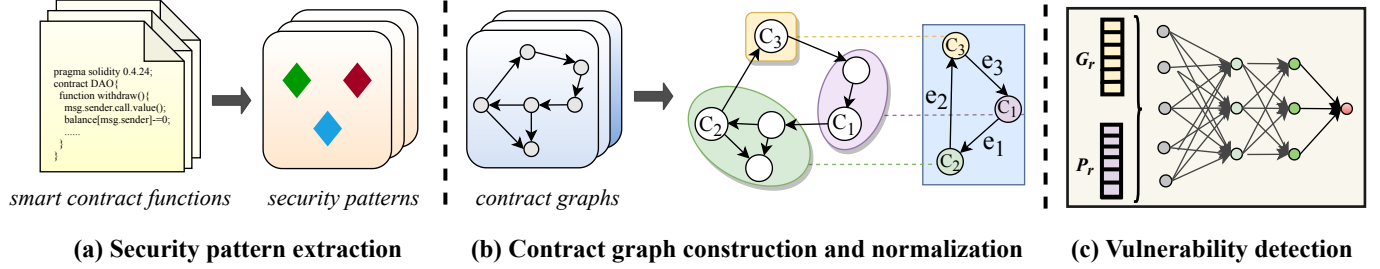 pragma solidity 0.4.24;
contract DAO{
function withdraw(){
msg.sender.call.value();
balance[msg.sender]-=0;
......
}
}
smart contract functions
security patterns
(a) Security pattern extraction
contract graphs
C3
C2
C1
C3
e3
C1
e2
e1
C2
(b) Contract graph construction and normalization
Gr
Pr
(c) Vulnerability detection